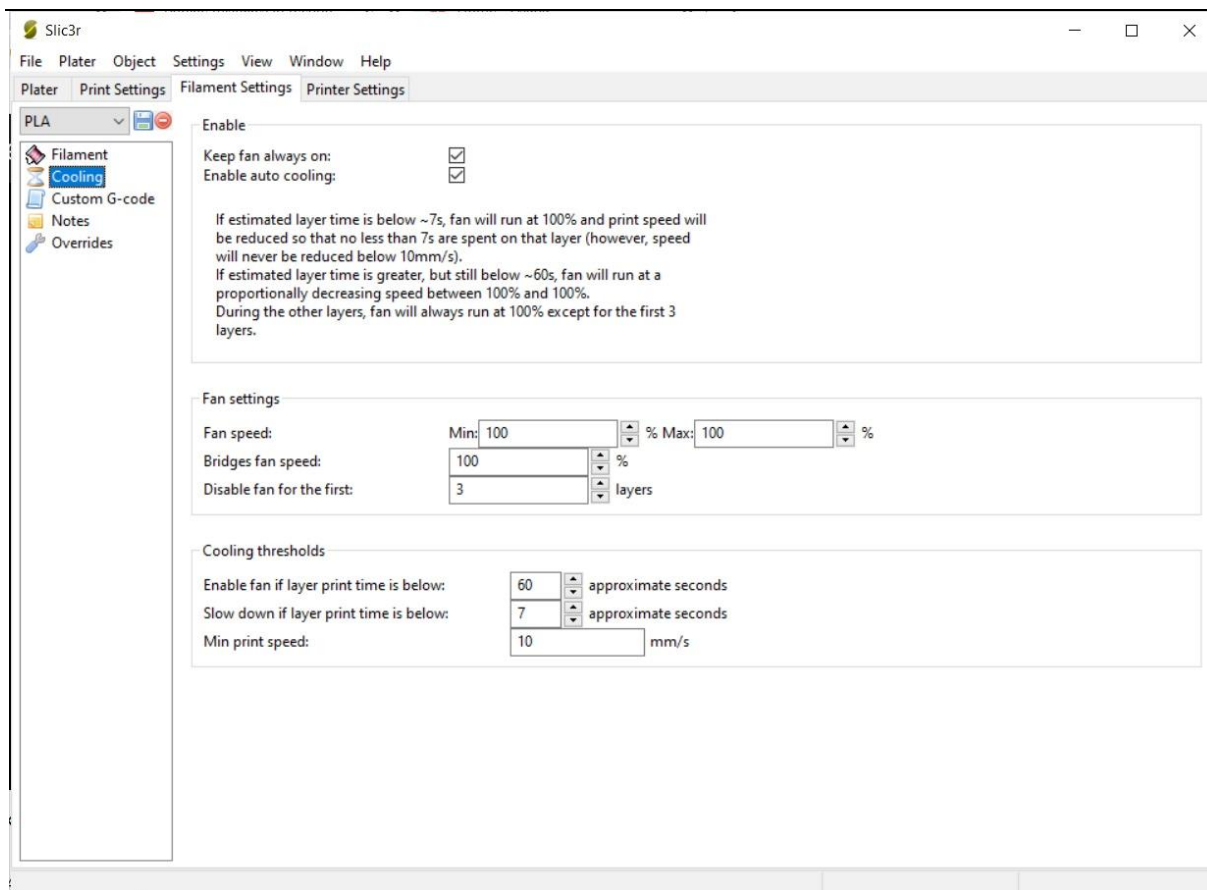 Slic3r
File Plater Object Settings View Window Help
Plater Print Settings Filament Settings Printer Settings
PLA
Filament
Cooling
Custom G-code
Notes
Overrides
Enable
Keep fan always on:
Enable auto cooling:
If estimated layer time is below ~7s, fan will run at 100% and print speed will
be reduced so that no less than 7s are spent on that layer (however, speed
will never be reduced below 10mm/s).
If estimated layer time is greater, but still below ~60s, fan will run at a
proportionally decreasing speed between 100% and 100%.
During the other layers, fan will always run at 100% except for the first 3
layers.
Fan settings
Fan speed: Min: 100 % Max: 100 %
Bridges fan speed: 100 %
Disable fan for the first: 3 layers
Cooling thresholds
Enable fan if layer print time is below: 60 approximate seconds
Slow down if layer print time is below: 7 approximate seconds
Min print speed: 10 mm/s